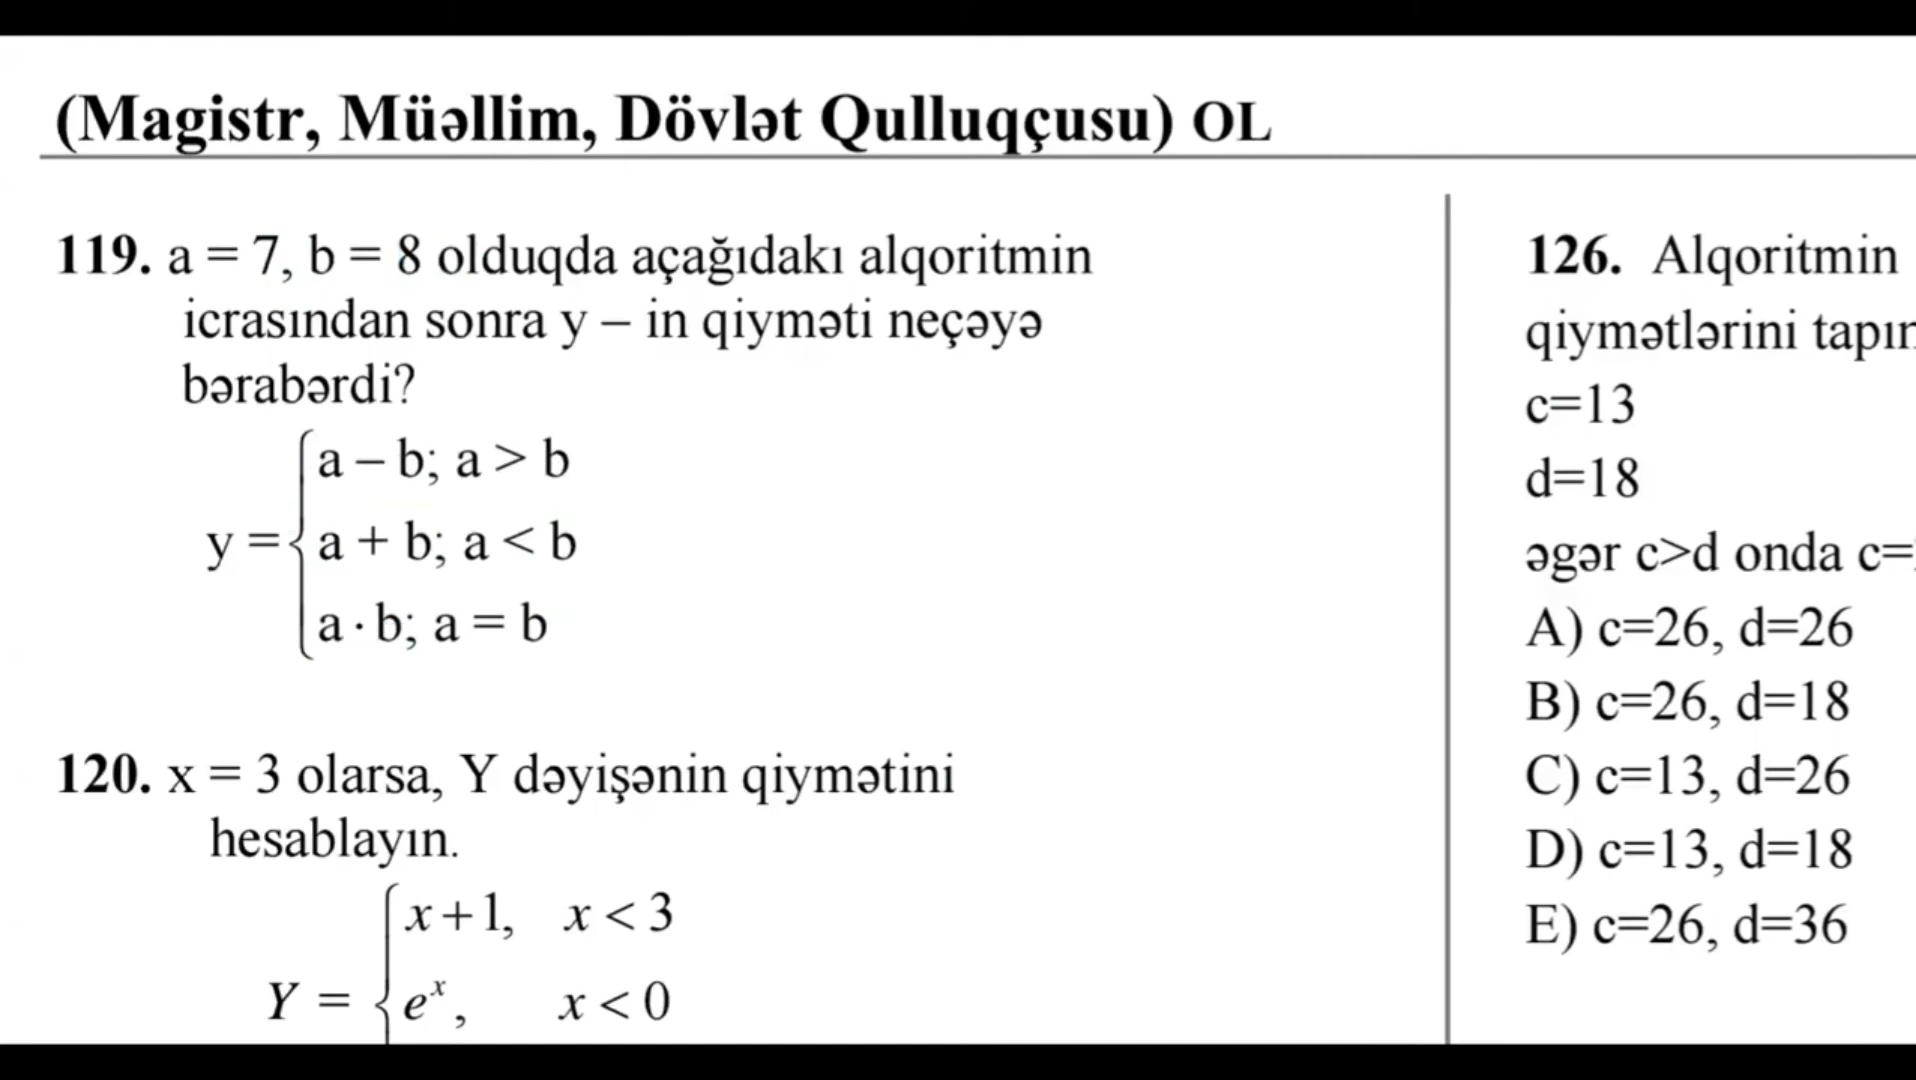 (Magistr, Müəllim, Dövlət Qulluqçusu) OL
119. a = 7, b = 8 olduqda açağıdakı alqoritmin
icrasından sonra y – in qiyməti neçəyə
bərabərdi?
a – b; a > b
y = a + b; a < b
a · b; a = b
120. x = 3 olarsa, Y dəyişənin qiymətini
hesablayın.
x + 1, x < 3
Y = eˣ, x < 0
126. Alqoritmin
qiymətlərini
c=13
d=18
əgər c>d onda c=
A) c=26, d=26
B) c=26, d=18
C) c=13, d=26
D) c=13, d=18
E) c=26, d=36